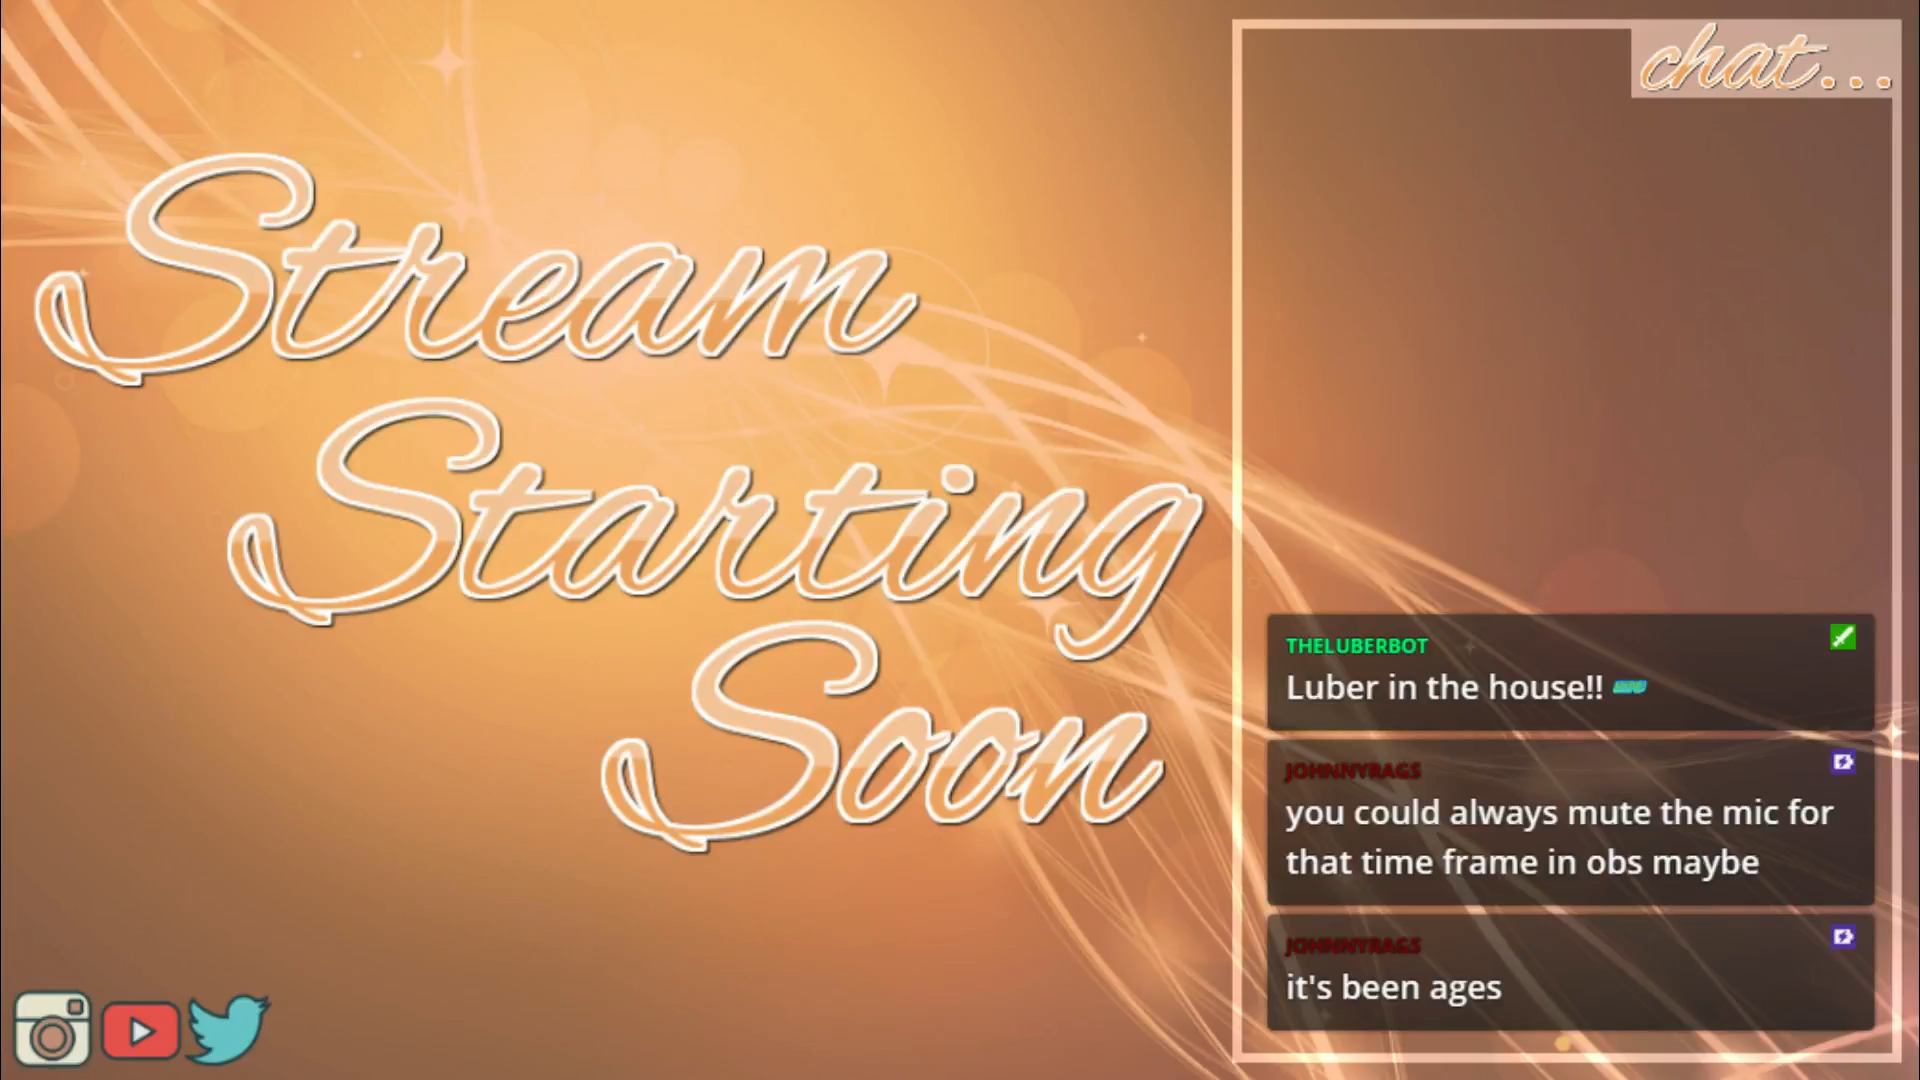 Stream
Starting
Soon
chat...
THELUBERBOT
Luber in the house!!
JOHNNYRAGS
you could always mute the mic for
that time frame in obs maybe
JOHNNYRAGS
it's been ages